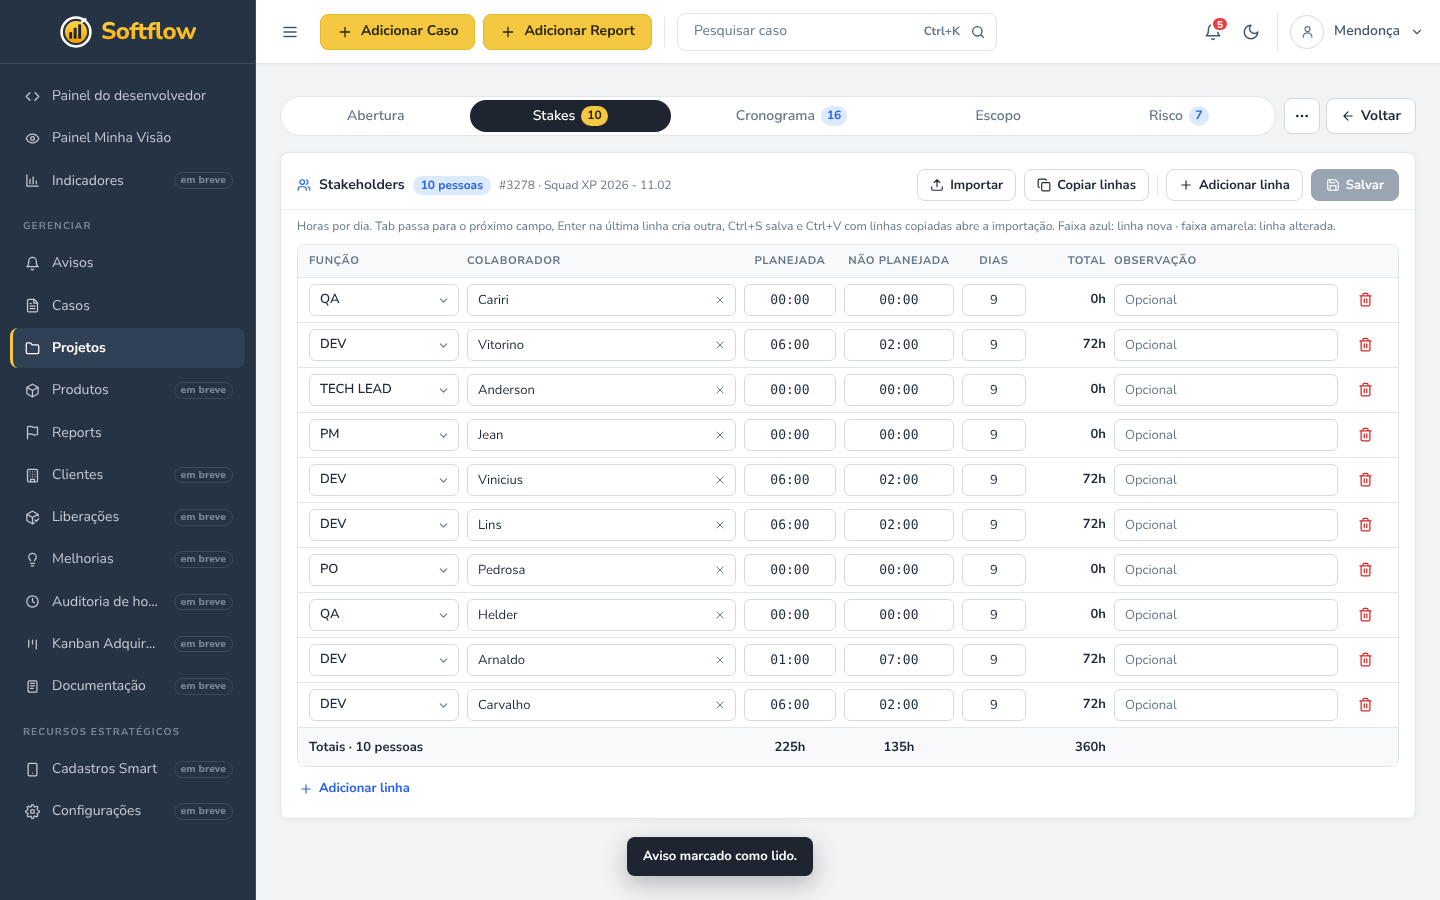 Softflow
Adicionar Caso
Adicionar Report
Pesquisar caso
Ctrl+K
5
Mendonça
Painel do desenvolvedor
Painel Minha Visão
Indicadores
em breve
GERENCIAR
Avisos
Casos
Projetos
Produtos
em breve
Reports
Clientes
em breve
Liberações
em breve
Melhorias
em breve
Auditoria de ho...
em breve
Kanban Adquir...
em breve
Documentação
em breve
RECURSOS ESTRATÉGICOS
Cadastros Smart
em breve
Configurações
em breve
Abertura
Stakes 10
Cronograma 16
Escopo
Risco 7
Voltar
Stakeholders
10 pessoas
#3278 · Squad XP 2026 - 11.02
Importar
Copiar linhas
Adicionar linha
Salvar
Horas por dia. Tab passa para o próximo campo, Enter na última linha cria outra, Ctrl+S salva e Ctrl+V com linhas copiadas abre a importação. Faixa azul: linha nova · faixa amarela: linha alterada.
FUNÇÃO COLABORADOR PLANEJADA NÃO PLANEJADA DIAS TOTAL OBSERVAÇÃO
QA Cariri 00:00 00:00 9 0h Opcional
DEV Vitorino 06:00 02:00 9 72h Opcional
TECH LEAD Anderson 00:00 00:00 9 0h Opcional
PM Jean 00:00 00:00 9 0h Opcional
DEV Vinicius 06:00 02:00 9 72h Opcional
DEV Lins 06:00 02:00 9 72h Opcional
PO Pedrosa 00:00 00:00 9 0h Opcional
QA Helder 00:00 00:00 9 0h Opcional
DEV Arnaldo 01:00 07:00 9 72h Opcional
DEV Carvalho 06:00 02:00 9 72h Opcional
Totais · 10 pessoas 225h 135h 360h
Adicionar linha
Aviso marcado como lido.